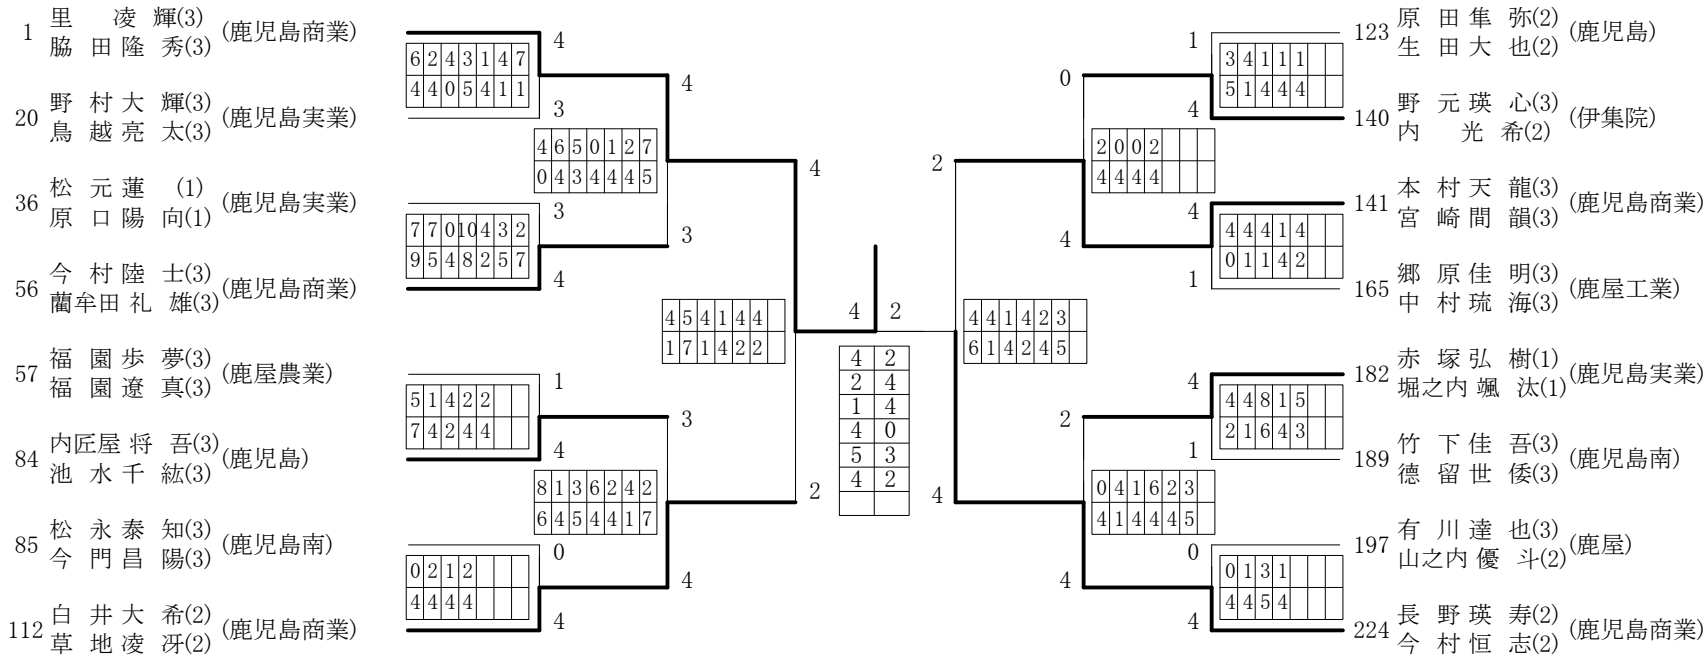 1 里 凌 輝(3) (鹿児島商業)
脇 田 隆 秀(3)
4
6 2 4 3 1 4 7
4 4 0 5 4 1 1
3
20 野 村 大 輝(3) (鹿児島実業)
鳥 越 亮 太(3)
4
4 6 5 0 1 2 7
0 4 3 4 4 4 5
3
36 松 元 蓮 (1) (鹿児島実業)
原 口 陽 向(1)
3
7 7 0 10 4 3 2
9 5 4 8 2 5 7
4
56 今 村 陸 士(3) (鹿児島商業)
藺牟田 礼 雄(3)
4
4 5 4 1 4 4
1 7 1 4 2 2
2
57 福 園 歩 夢(3) (鹿屋農業)
福 園 遼 真(3)
1
5 1 4 2 2
7 4 2 4 4
4
84 内匠屋 将 吾(3) (鹿児島)
池 水 千 紘(3)
3
8 1 3 6 2 4 2
6 4 5 4 4 1 7
4
85 松 永 泰 知(3) (鹿児島南)
今 門 昌 陽(3)
0
0 2 1 2
4 4 4 4
4
112 白 井 大 希(2) (鹿児島商業)
草 地 凌 冴(2)
4 2
4 2
2 4
1 4
4 0
5 3
4 2
123 原 田 隼 弥(2) (鹿児島)
生 田 大 也(2)
1
3 4 1 1 1
5 1 4 4 4
4
140 野 元 瑛 心(3) (伊集院)
内 光 希(2)
0
2 0 0 2
4 4 4 4
4
141 本 村 天 龍(3) (鹿児島商業)
宮 崎 間 韻(3)
4
4 4 4 1 4
0 1 1 4 2
1
165 郷 原 佳 明(3) (鹿屋工業)
中 村 琉 海(3)
2
4 4 1 4 2 3
6 1 4 2 4 5
4
182 赤 塚 弘 樹(1) (鹿児島実業)
堀之内 颯 汰(1)
4
4 4 8 1 5
2 1 6 4 3
1
189 竹 下 佳 吾(3) (鹿児島南)
德 留 世 倭(3)
2
0 4 1 6 2 3
4 1 4 4 4 5
4
197 有 川 達 也(3) (鹿屋)
山之内 優 斗(2)
0
0 1 3 1
4 4 5 4
4
224 長 野 瑛 寿(2) (鹿児島商業)
今 村 恒 志(2)